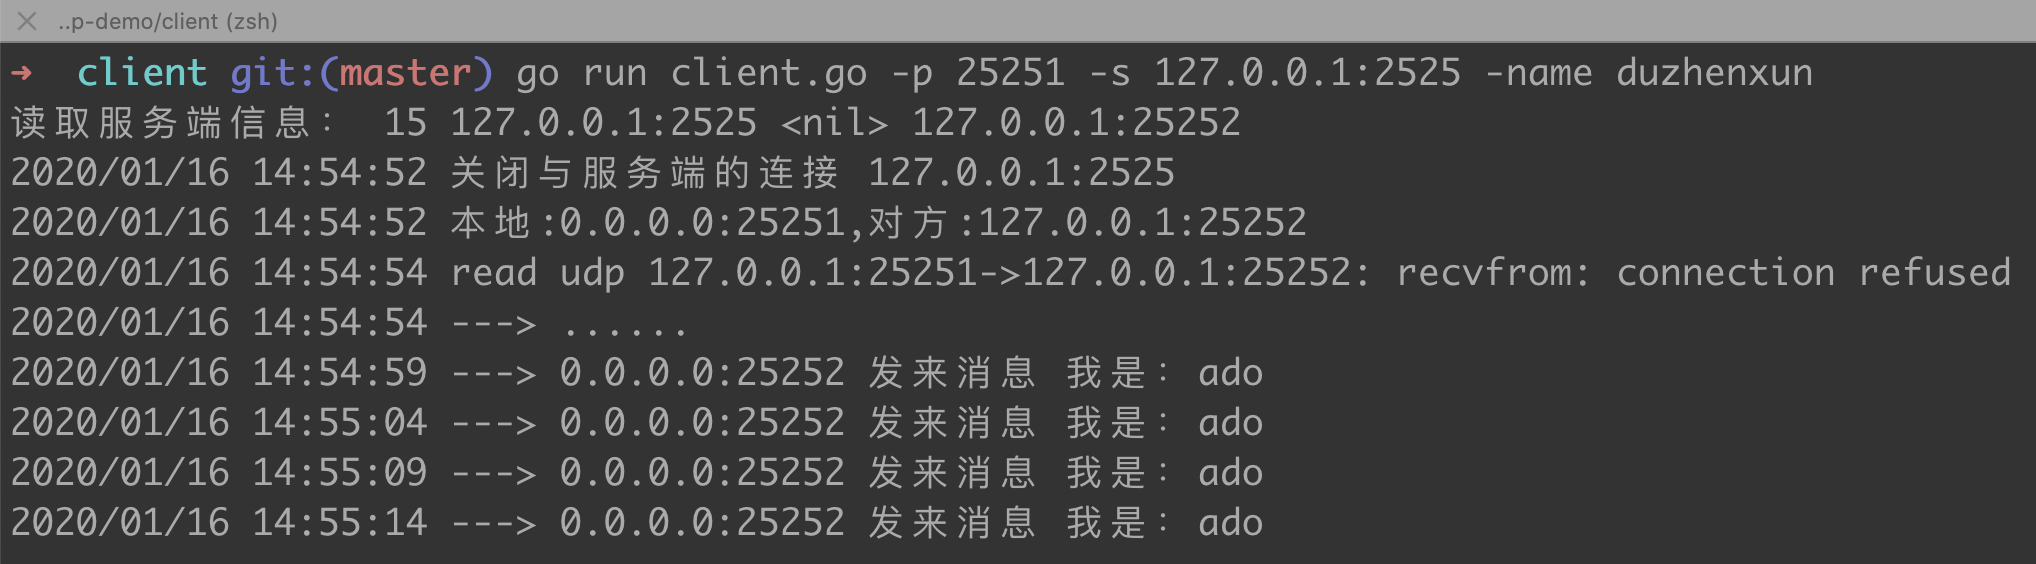 ..p-demo/client (zsh)
➜  client git:(master) go run client.go -p 25251 -s 127.0.0.1:2525 -name duzhenxun
读取服务端信息： 15 127.0.0.1:2525 <nil> 127.0.0.1:25252
2020/01/16 14:54:52 关闭与服务端的连接 127.0.0.1:2525
2020/01/16 14:54:52 本地:0.0.0.0:25251,对方:127.0.0.1:25252
2020/01/16 14:54:54 read udp 127.0.0.1:25251->127.0.0.1:25252: recvfrom: connection refused
2020/01/16 14:54:54 ---> ......
2020/01/16 14:54:59 ---> 0.0.0.0:25252 发来消息 我是：ado
2020/01/16 14:55:04 ---> 0.0.0.0:25252 发来消息 我是：ado
2020/01/16 14:55:09 ---> 0.0.0.0:25252 发来消息 我是：ado
2020/01/16 14:55:14 ---> 0.0.0.0:25252 发来消息 我是：ado